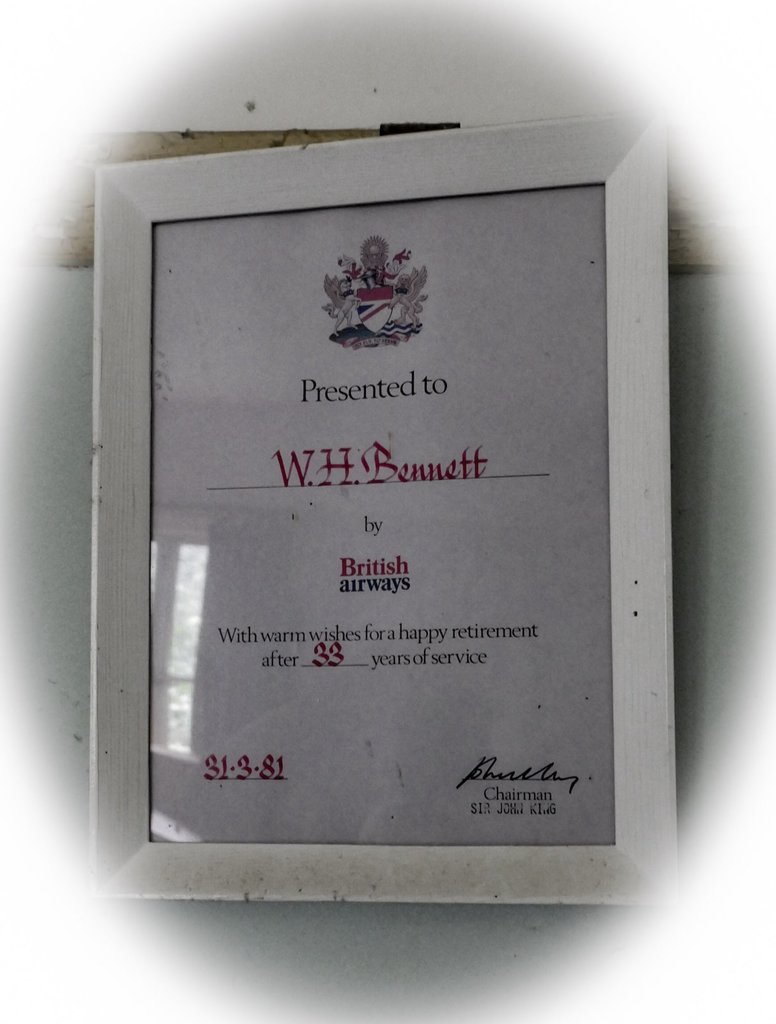 Presented to
W.H. Bennett
by
British
airways
With warm wishes for a happy retirement
after 33 years of service
31·3·81
Chairman
SIR JOHN KING